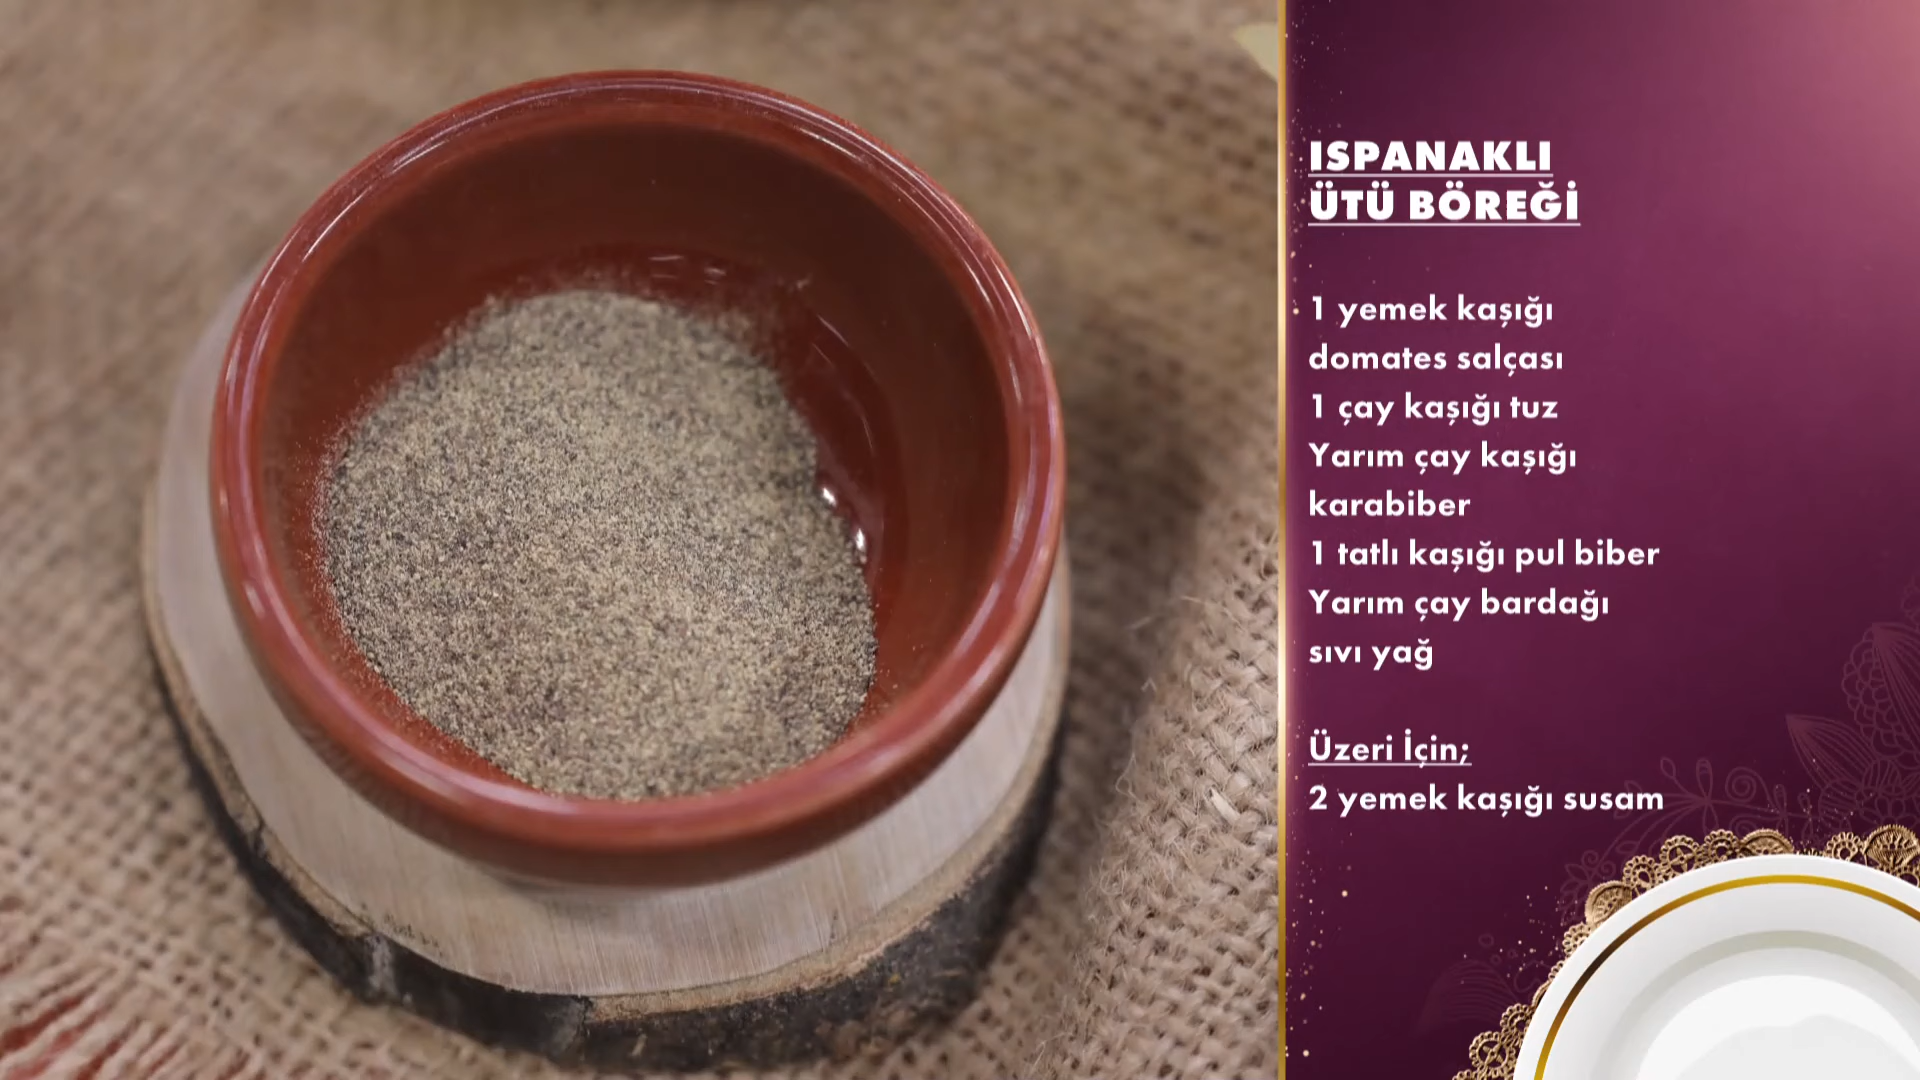 ISPANAKLI
ÜTÜ BÖREĞİ
1 yemek kaşığı
domates salçası
1 çay kaşığı tuz
Yarım çay kaşığı
karabiber
1 tatlı kaşığı pul biber
Yarım çay bardağı
sıvı yağ
Üzeri İçin;
2 yemek kaşığı susam